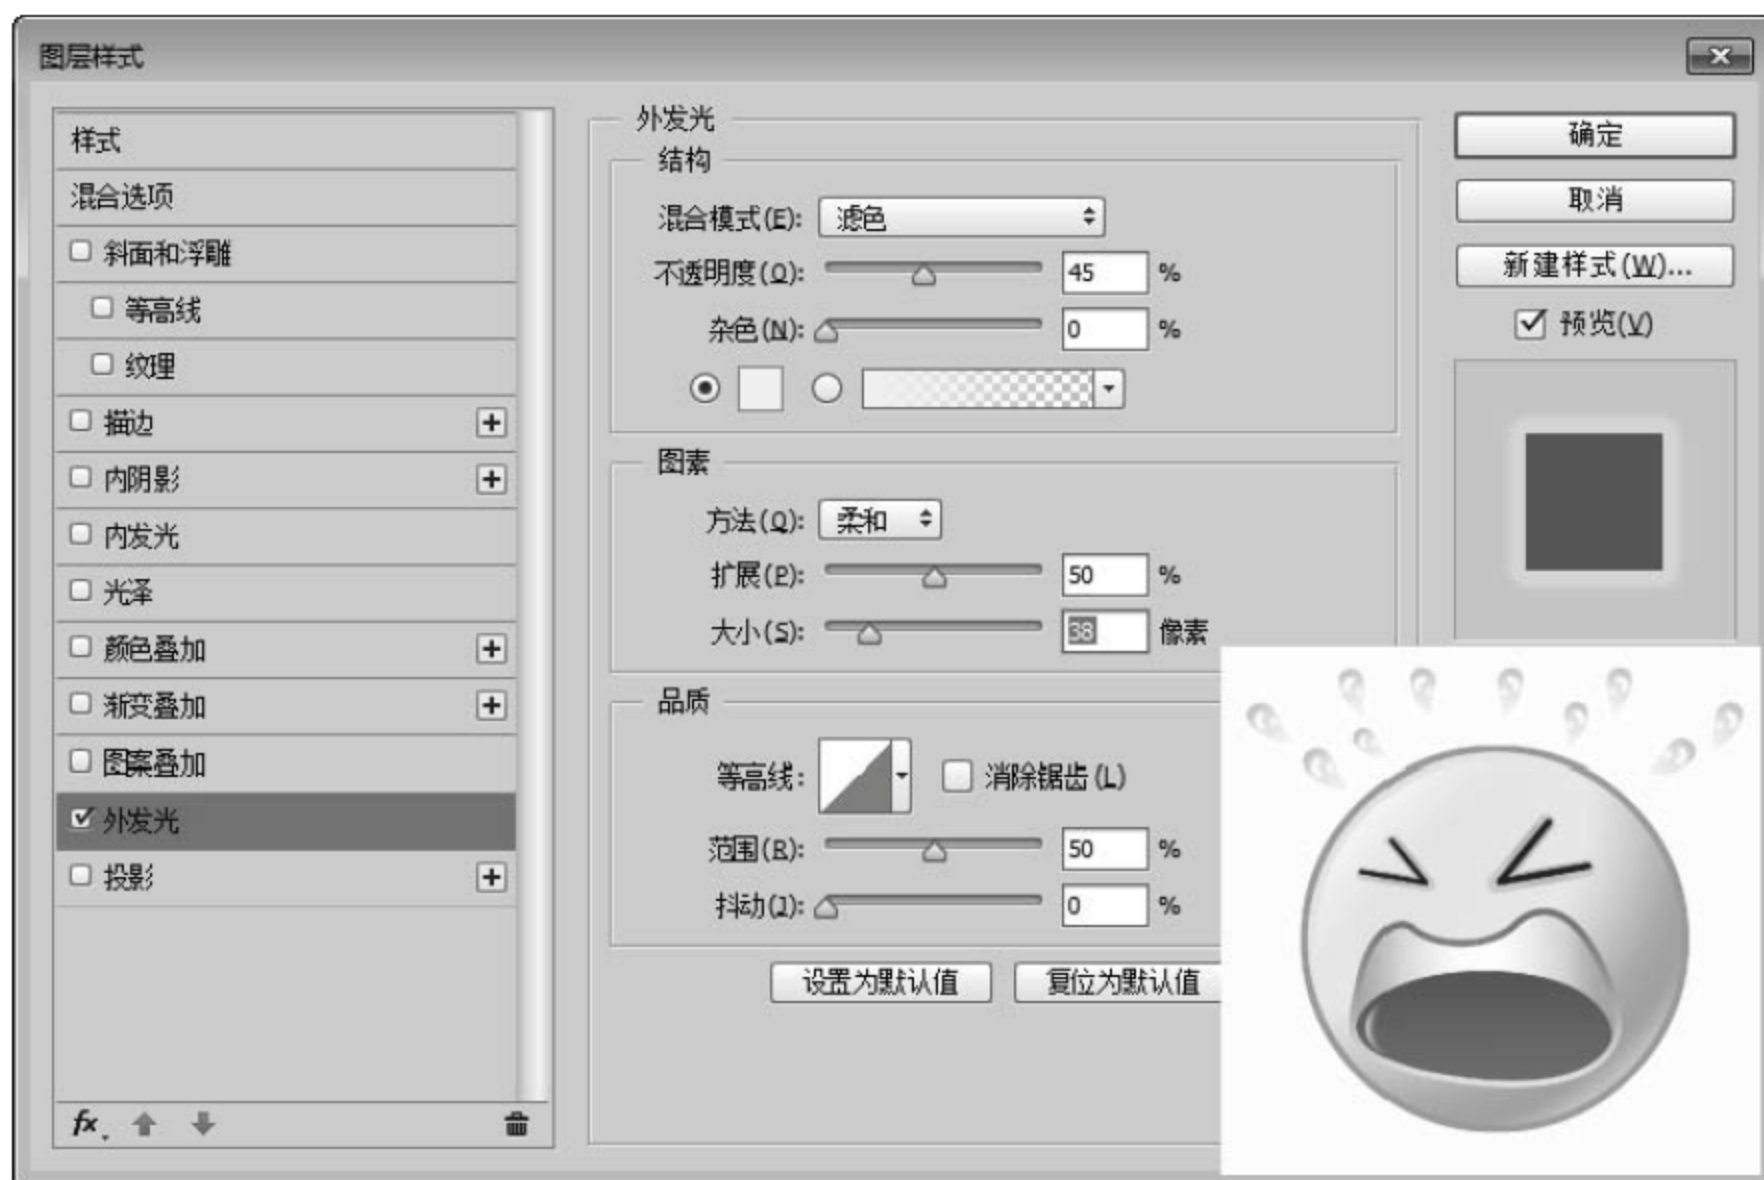 图层样式
样式
混合选项
斜面和浮雕
等高线
纹理
描边
内阴影
内发光
光泽
颜色叠加
渐变叠加
图案叠加
外发光
投影
fx
外发光
结构
混合模式(E): 滤色
不透明度(O): 45 %
杂色(N): 0 %
图素
方法(Q): 柔和
扩展(P): 50 %
大小(S): 38 像素
品质
等高线: 消除锯齿(L)
范围(R): 50 %
抖动(J): 0 %
设置为默认值 复位为默认值
确定
取消
新建样式(W)...
预览(V)